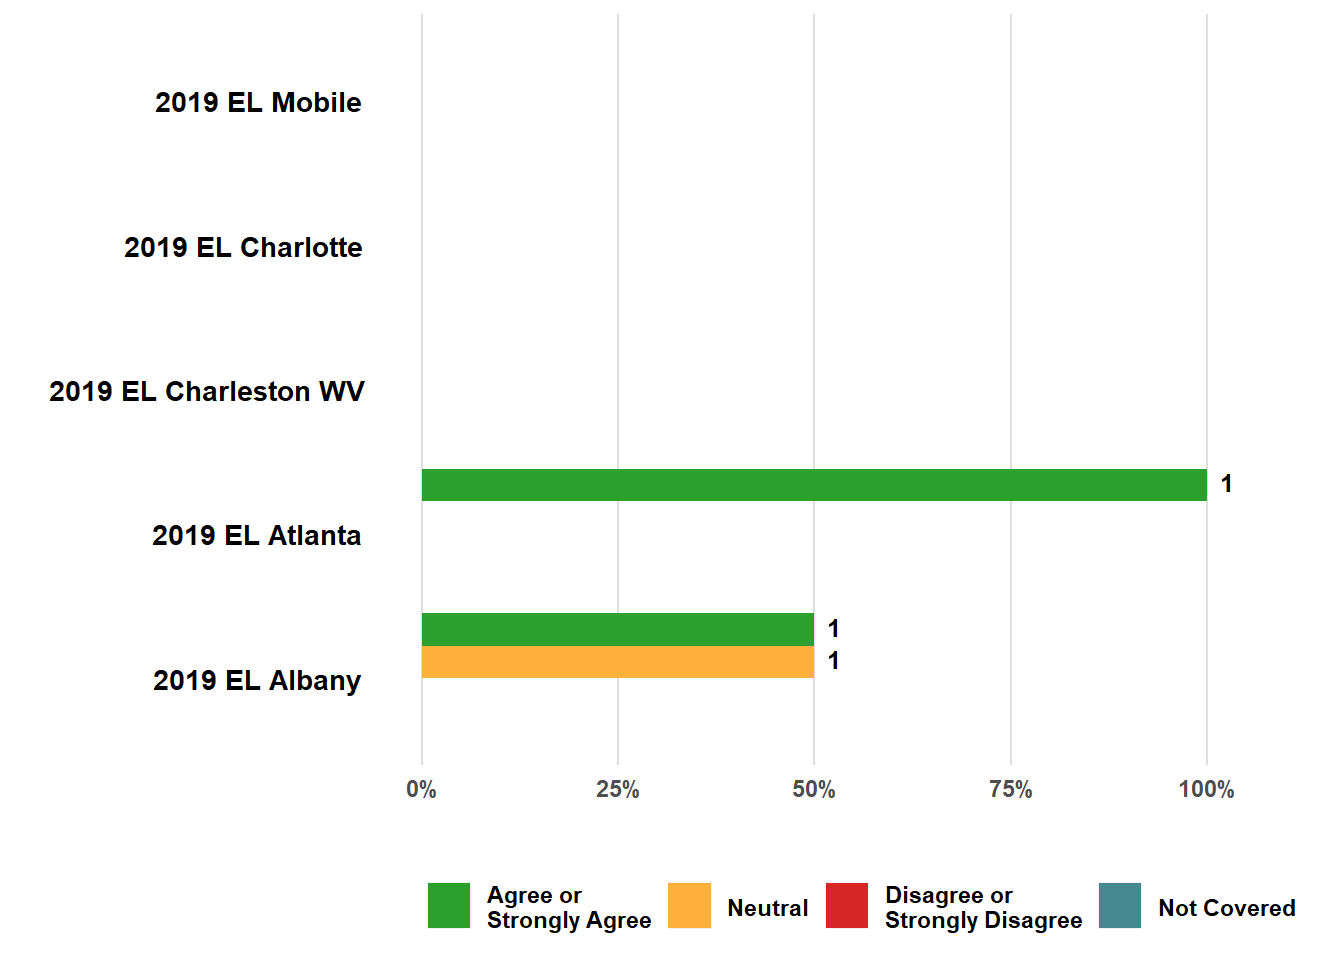 2019 EL Mobile
2019 EL Charlotte
2019 EL Charleston WV
1
2019 EL Atlanta
1
1
2019 EL Albany
0% 25% 50% 75% 100%
Agree or
Strongly Agree
Neutral
Disagree or
Strongly Disagree
Not Covered